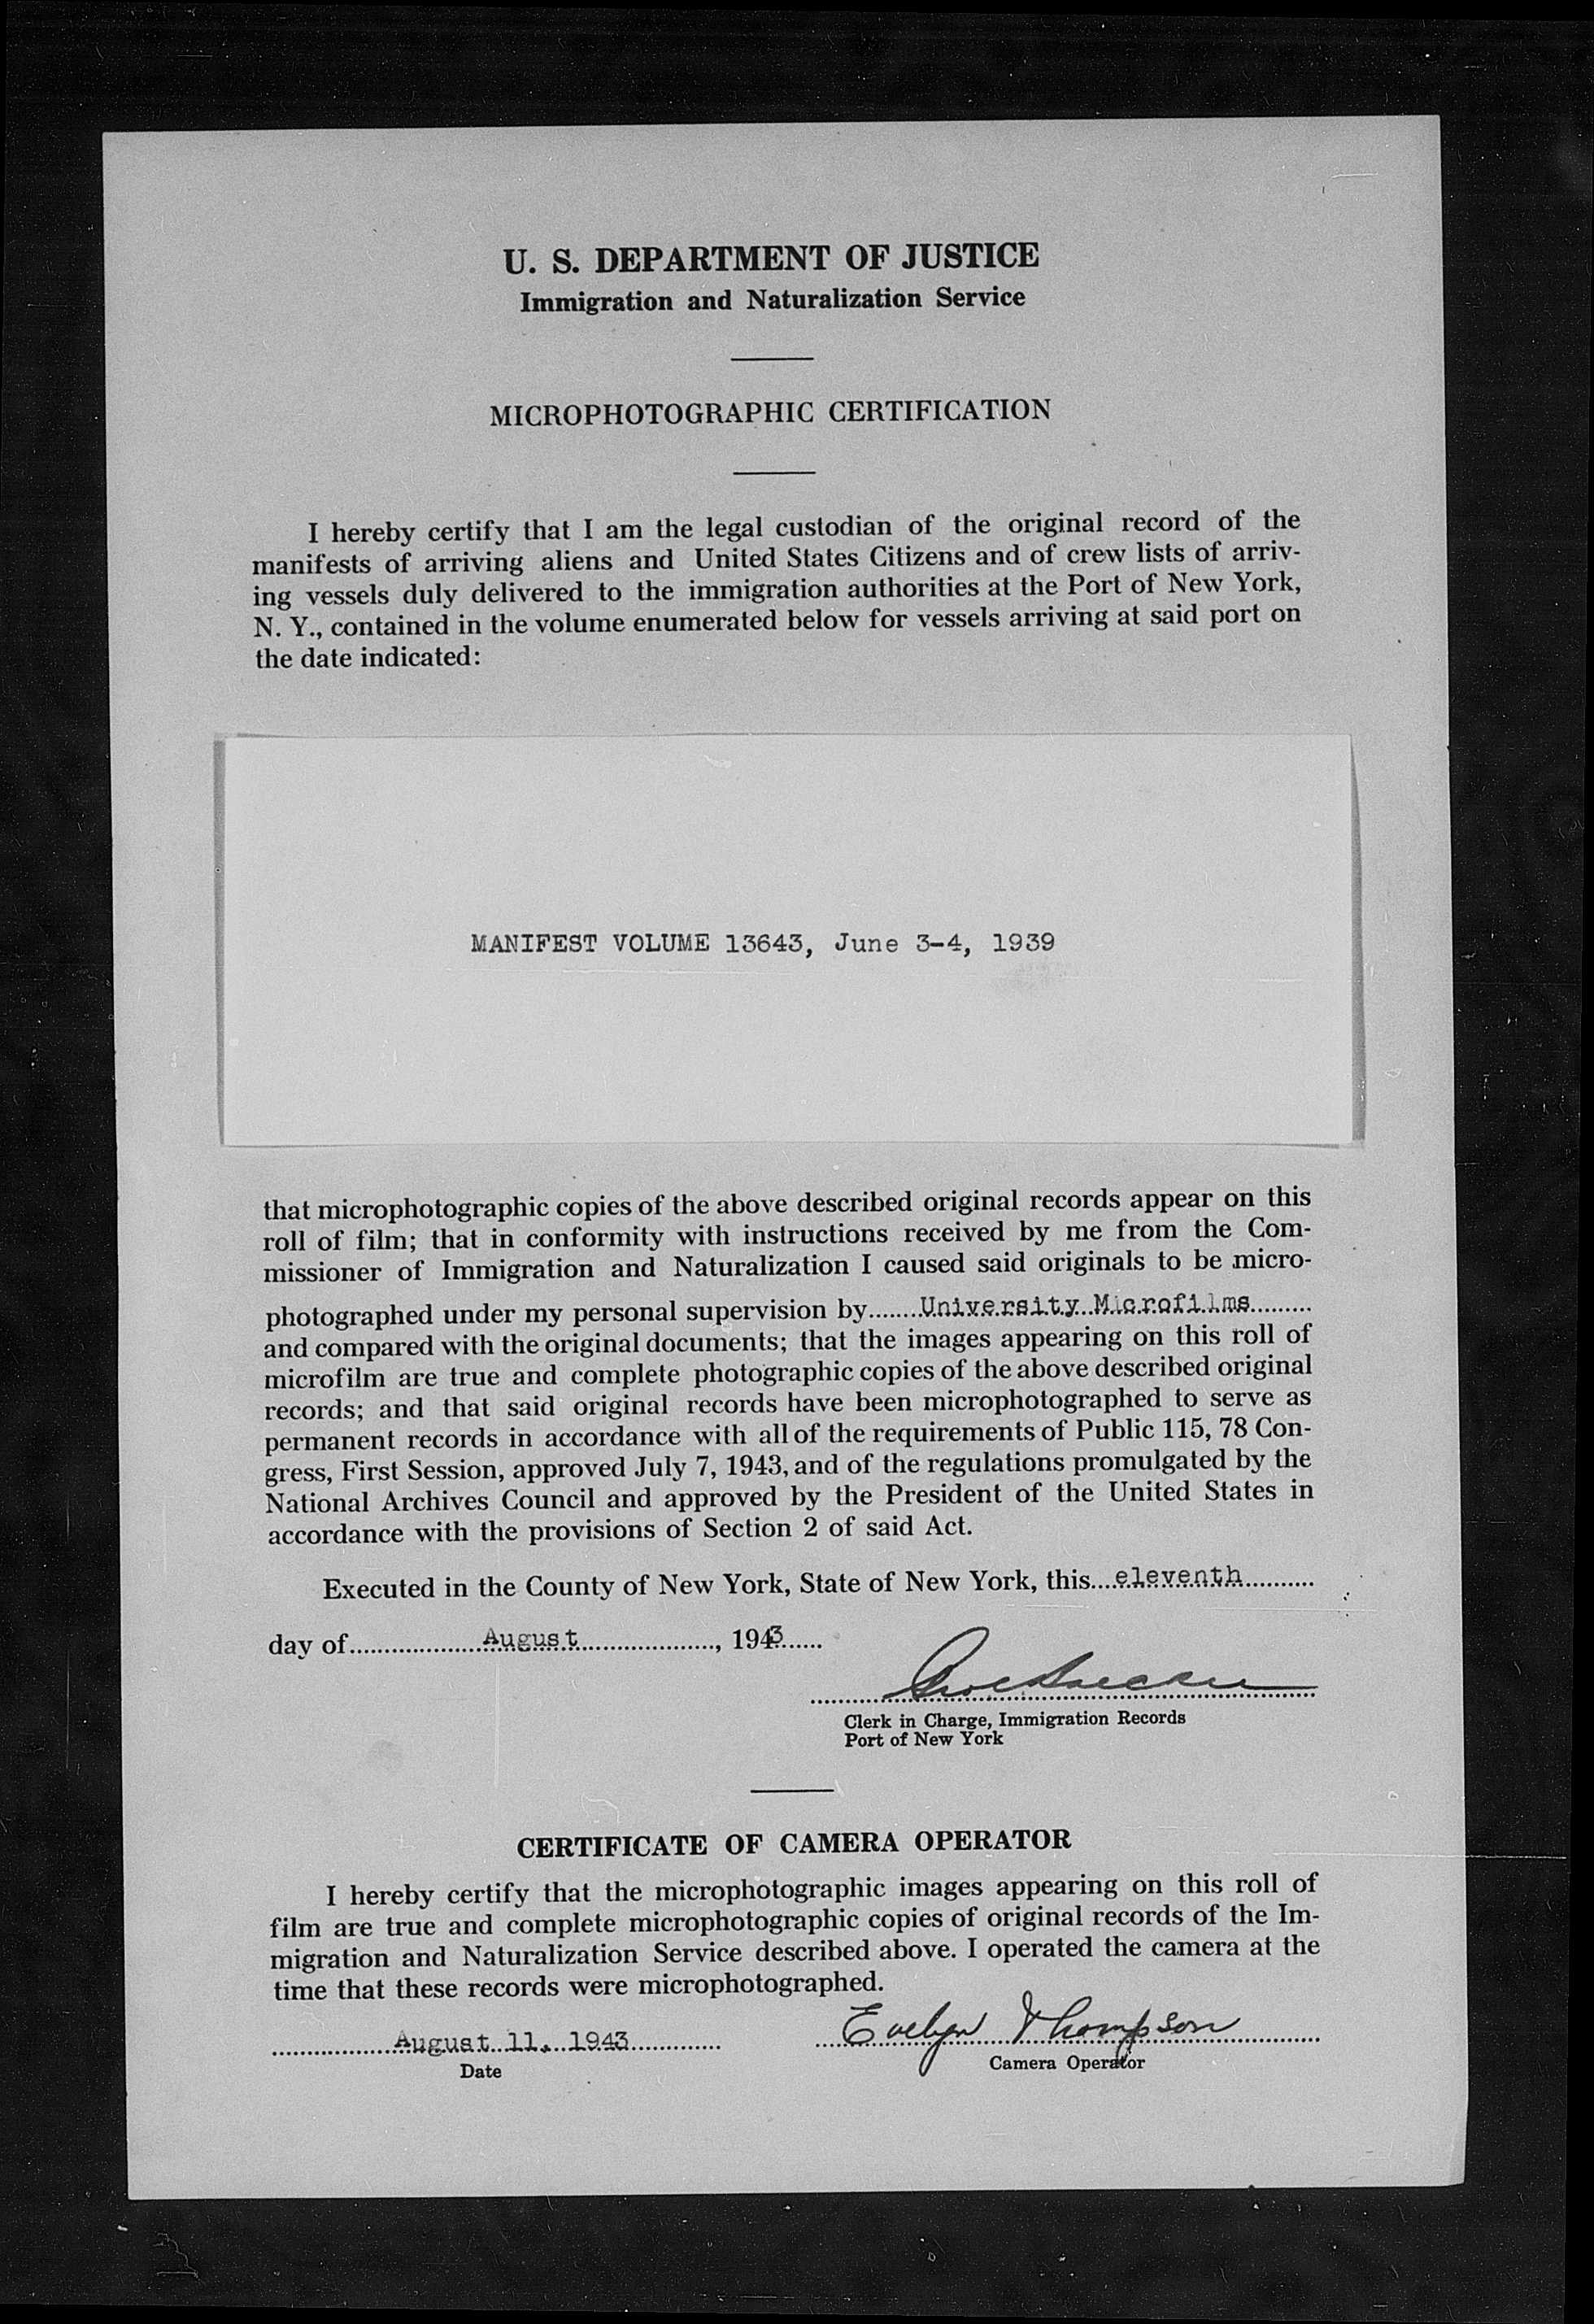 U. S. DEPARTMENT OF JUSTICE
Immigration and Naturalization Service
MICROPHOTOGRAPHIC CERTIFICATION
I hereby certify that I am the legal custodian of the original record of the
manifests of arriving aliens and United States Citizens and of crew lists of arriv-
ing vessels duly delivered to the immigration authorities at the Port of New York,
N. Y., contained in the volume enumerated below for vessels arriving at said port on
the date indicated:
MANIFEST VOLUME 13643, June 3-4, 1939
that microphotographic copies of the above described original records appear on this
roll of film; that in conformity with instructions received by me from the Com-
missioner of Immigration and Naturalization I caused said originals to be micro-
photographed under my personal supervision by University Microfilms
and compared with the original documents; that the images appearing on this roll of
microfilm are true and complete photographic copies of the above described original
records; and that said original records have been microphotographed to serve as
permanent records in accordance with all of the requirements of Public 115, 78 Con-
gress, First Session, approved July 7, 1943, and of the regulations promulgated by the
National Archives Council and approved by the President of the United States in
accordance with the provisions of Section 2 of said Act.
Executed in the County of New York, State of New York, this eleventh
day of August, 1943
Clerk in Charge, Immigration Records
Port of New York
CERTIFICATE OF CAMERA OPERATOR
I hereby certify that the microphotographic images appearing on this roll of
film are true and complete microphotographic copies of original records of the Im-
migration and Naturalization Service described above. I operated the camera at the
time that these records were microphotographed.
August 11, 1943 Evelyn Thompson
Date Camera Operator